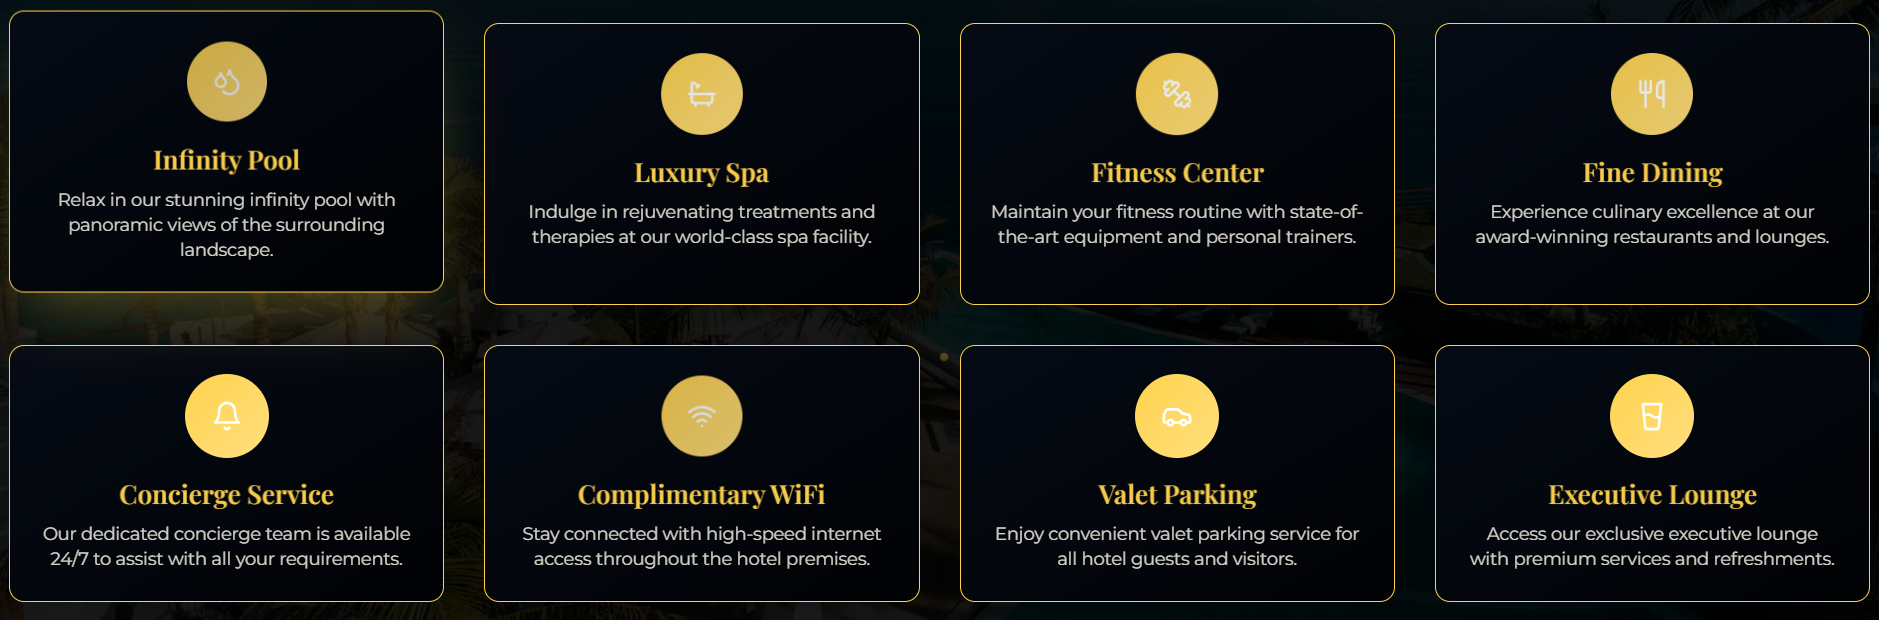 Infinity Pool
Relax in our stunning infinity pool with
panoramic views of the surrounding
landscape.
Luxury Spa
Indulge in rejuvenating treatments and
therapies at our world-class spa facility.
Fitness Center
Maintain your fitness routine with state-of-
the-art equipment and personal trainers.
Fine Dining
Experience culinary excellence at our
award-winning restaurants and lounges.
Concierge Service
Our dedicated concierge team is available
24/7 to assist with all your requirements.
Complimentary WiFi
Stay connected with high-speed internet
access throughout the hotel premises.
Valet Parking
Enjoy convenient valet parking service for
all hotel guests and visitors.
Executive Lounge
Access our exclusive executive lounge
with premium services and refreshments.